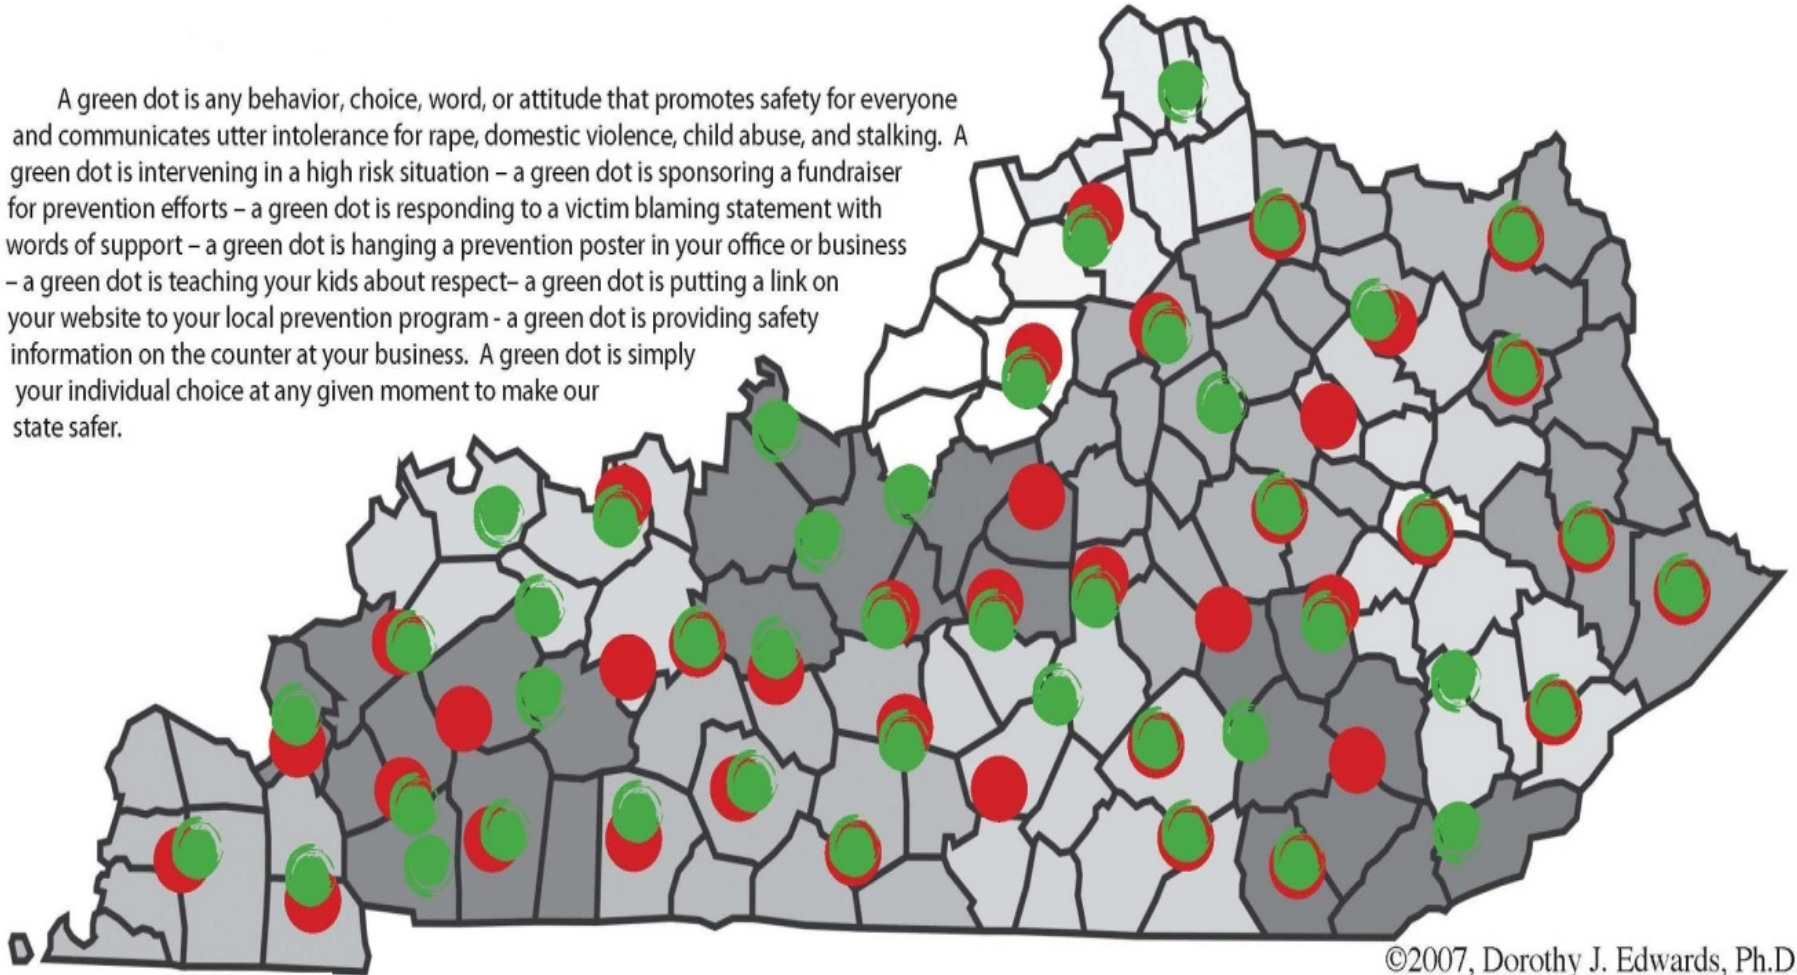 A green dot is any behavior, choice, word, or attitude that promotes safety for everyone
and communicates utter intolerance for rape, domestic violence, child abuse, and stalking.  A
green dot is intervening in a high risk situation – a green dot is sponsoring a fundraiser
for prevention efforts – a green dot is responding to a victim blaming statement with
words of support – a green dot is hanging a prevention poster in your office or business
– a green dot is teaching your kids about respect– a green dot is putting a link on
your website to your local prevention program - a green dot is providing safety
information on the counter at your business.  A green dot is simply
your individual choice at any given moment to make our
state safer.
©2007, Dorothy J. Edwards, Ph.D